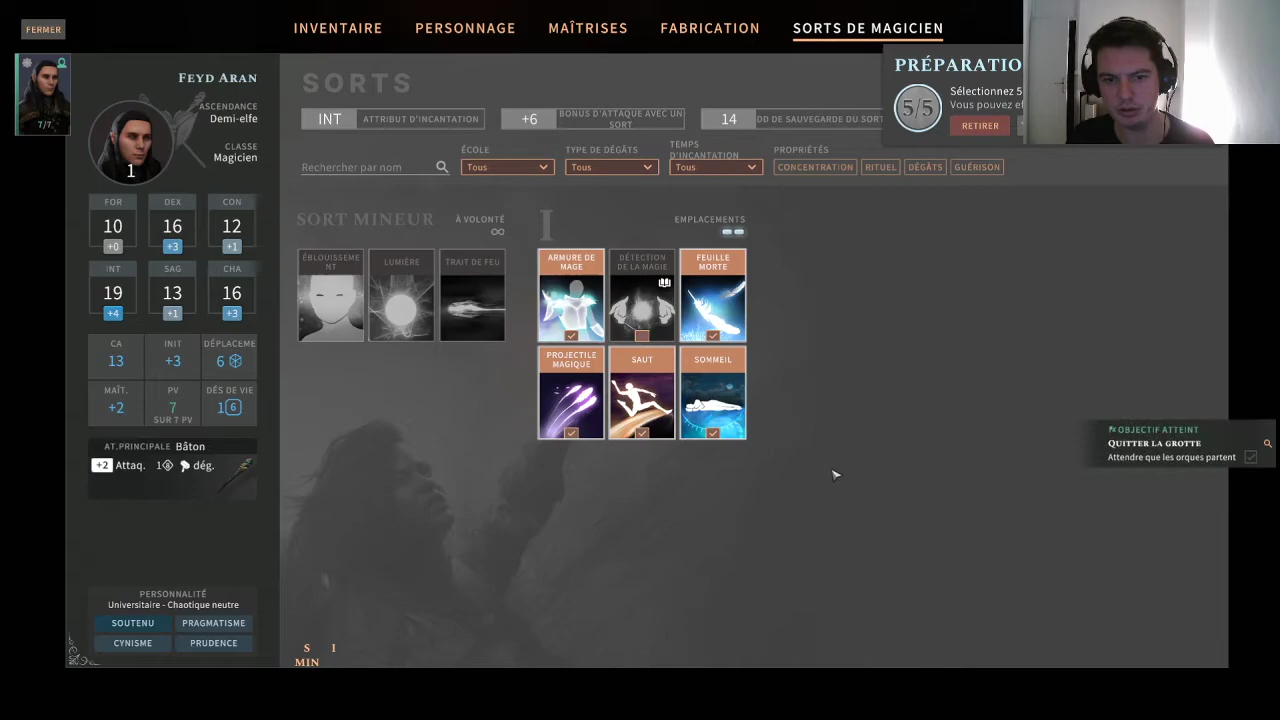 FERMER
INVENTAIRE PERSONNAGE MAÎTRISES FABRICATION SORTS DE MAGICIEN
7/7
FEYD ARAN
ASCENDANCE
Demi-elfe
CLASSE
Magicien
1
FOR DEX CON
10 16 12
+0 +3 +1
INT SAG CHA
19 13 16
+4 +1 +3
CA INIT DÉPLACEME
13 +3 6
MAÎT. PV DÉS DE VIE
+2 7 1 6
SUR 7 PV
AT.PRINCIPALE Bâton
+2 Attaq. 1 8 dég.
PERSONNALITÉ
Universitaire - Chaotique neutre
SOUTENU PRAGMATISME
CYNISME PRUDENCE
SORTS
INT ATTRIBUT D'INCANTATION
+6 BONUS D'ATTAQUE AVEC UN SORT
14 DD DE SAUVEGARDE DU SORT
PRÉPARATIO
5/5
Sélectionnez 5
Vous pouvez ef
RETIRER
Rechercher par nom
ÉCOLE
Tous
TYPE DE DÉGÂTS
Tous
TEMPS D'INCANTATION
Tous
PROPRIÉTÉS
CONCENTRATION RITUEL DÉGÂTS GUÉRISON
SORT MINEUR À VOLONTÉ
∞
I EMPLACEMENTS
ÉBLOUISSEME
NT
LUMIÈRE
TRAIT DE FEU
ARMURE DE
MAGE
DÉTECTION
DE LA MAGIE
FEUILLE
MORTE
PROJECTILE
MAGIQUE
SAUT
SOMMEIL
OBJECTIF ATTEINT
QUITTER LA GROTTE
Attendre que les orques partent
S I
MIN